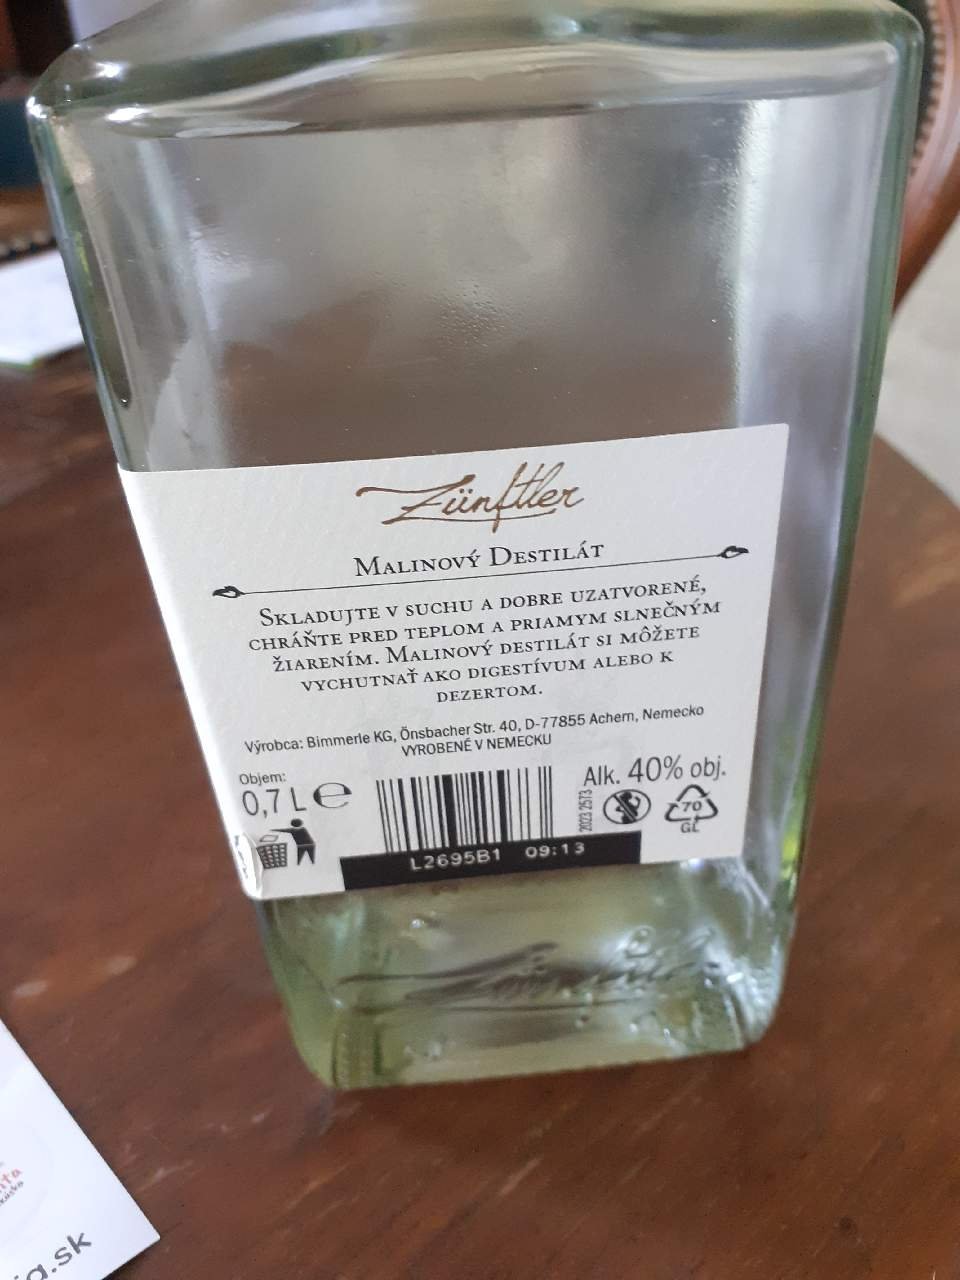 Zünftler
MALINOVÝ DESTILÁT
SKLADUJTE V SUCHU A DOBRE UZATVORENÉ,
CHRÁŇTE PRED TEPLOM A PRIAMYM SLNEČNÝM
ŽIARENÍM. MALINOVÝ DESTILÁT SI MÔŽETE
VYCHUTNAŤ AKO DIGESTÍVUM ALEBO K
DEZERTOM.
Výrobca: Bimmerle KG, Önsbacher Str. 40, D-77855 Achern, Nemecko
VYROBENÉ V NEMECKU
Objem:
0,7 L e
Alk. 40% obj.
2023 2573
70
GL
L2695B1 09:13
.sk